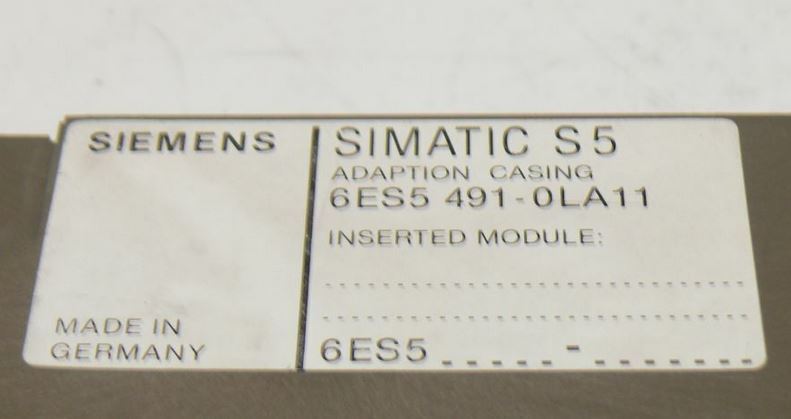 SIEMENS
MADE IN
GERMANY
SIMATIC S5
ADAPTION CASING
6ES5 491-0LA11
INSERTED MODULE:
6ES5 _ _ _ _ _ - _ _ _ _ _ _ _